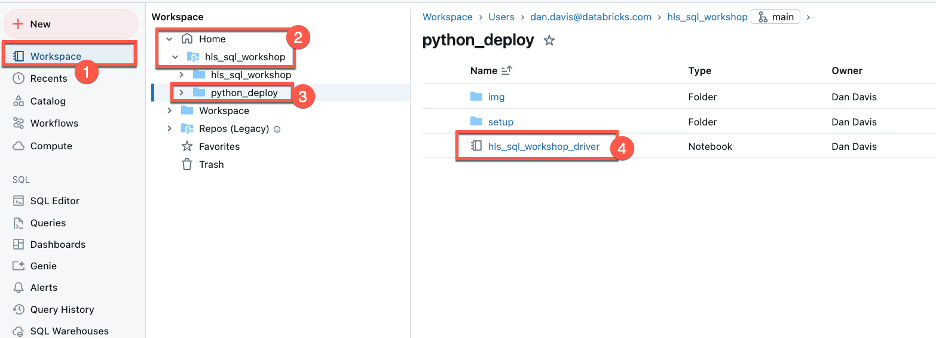 + New
Workspace
1
Recents
Catalog
Workflows
Compute
SQL
SQL Editor
Queries
Dashboards
Genie
Alerts
Query History
SQL Warehouses
Workspace
Home
2
hls_sql_workshop
hls_sql_workshop
python_deploy
3
Workspace
Repos (Legacy)
Favorites
Trash
Workspace > Users > dan.davis@databricks.com > hls_sql_workshop main >
python_deploy
Name Type Owner
img Folder Dan Davis
setup Folder Dan Davis
hls_sql_workshop_driver 4 Notebook Dan Davis